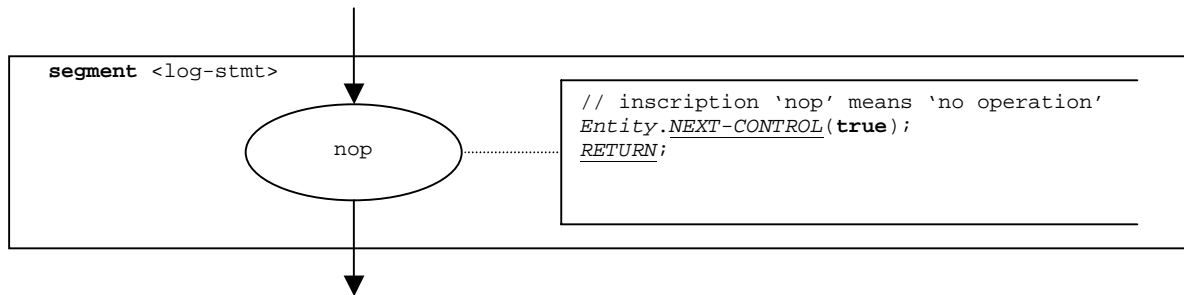 segment <log-stmt>
nop
// inscription ‘nop’ means ‘no operation’
Entity.NEXT-CONTROL(true);
RETURN;